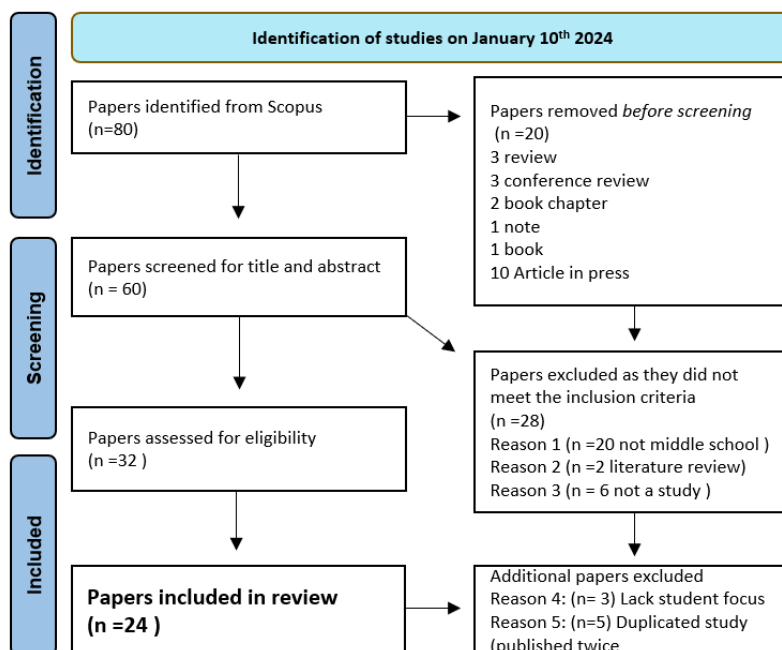 Identification of studies on January 10th 2024
Identification
Papers identified from Scopus
(n=80)
Papers removed before screening
(n =20)
3 review
3 conference review
2 book chapter
1 note
1 book
10 Article in press
Screening
Papers screened for title and abstract
(n = 60)
Papers excluded as they did not
meet the inclusion criteria
(n =28)
Reason 1 (n =20 not middle school )
Reason 2 (n =2 literature review)
Reason 3 (n = 6 not a study )
Papers assessed for eligibility
(n =32 )
Included
Papers included in review
(n =24 )
Additional papers excluded
Reason 4: (n= 3) Lack student focus
Reason 5: (n=5) Duplicated study
(published twice